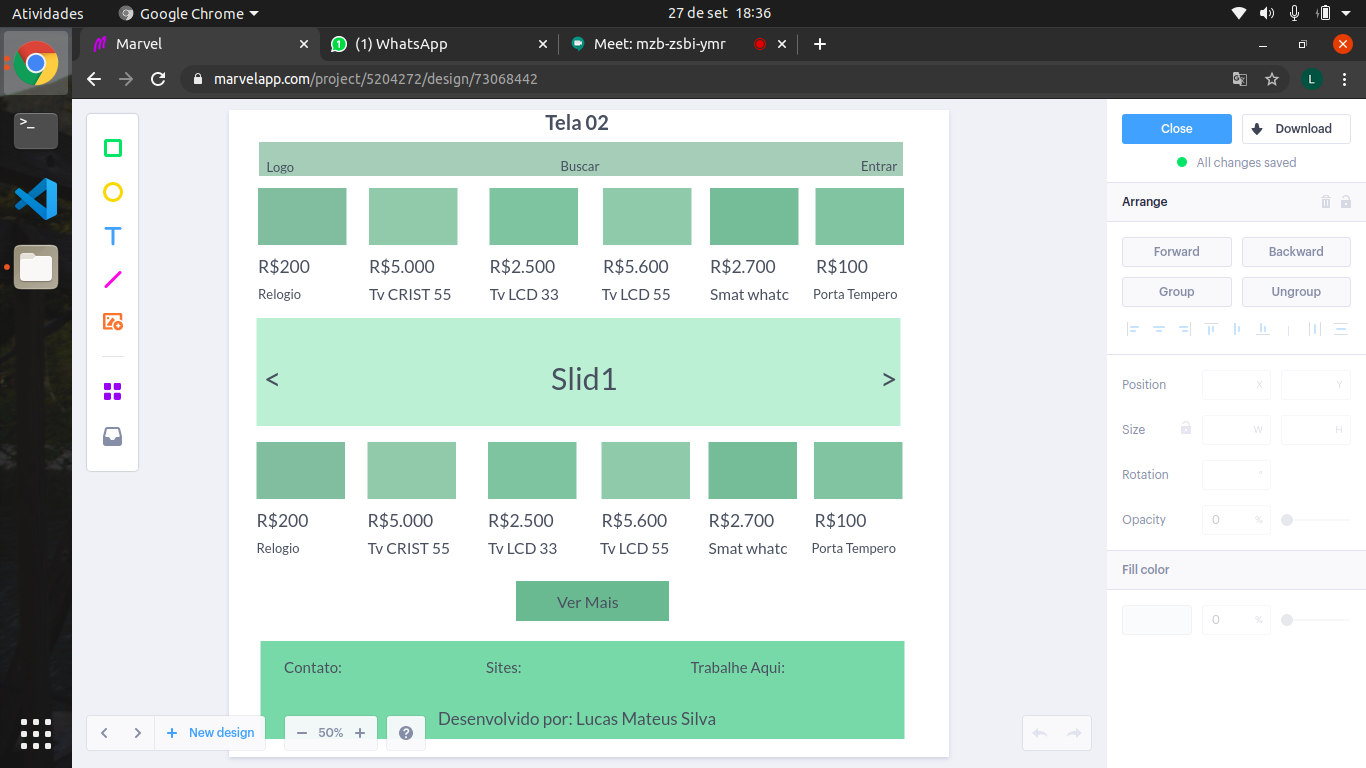 Atividades Google Chrome 27 de set 18:36
Marvel (1) WhatsApp Meet: mzb-zsbi-ymr
marvelapp.com/project/5204272/design/73068442 L
Tela 02
Logo Buscar Entrar
R$200 R$5.000 R$2.500 R$5.600 R$2.700 R$100
Relogio Tv CRIST 55 Tv LCD 33 Tv LCD 55 Smat whatc Porta Tempero
< Slid1 >
R$200 R$5.000 R$2.500 R$5.600 R$2.700 R$100
Relogio Tv CRIST 55 Tv LCD 33 Tv LCD 55 Smat whatc Porta Tempero
Ver Mais
Contato: Sites: Trabalhe Aqui:
Desenvolvido por: Lucas Mateus Silva
New design 50% ?
Close Download
All changes saved
Arrange
Forward Backward
Group Ungroup
Position X Y
Size W H
Rotation °
Opacity 0 %
Fill color
0 %